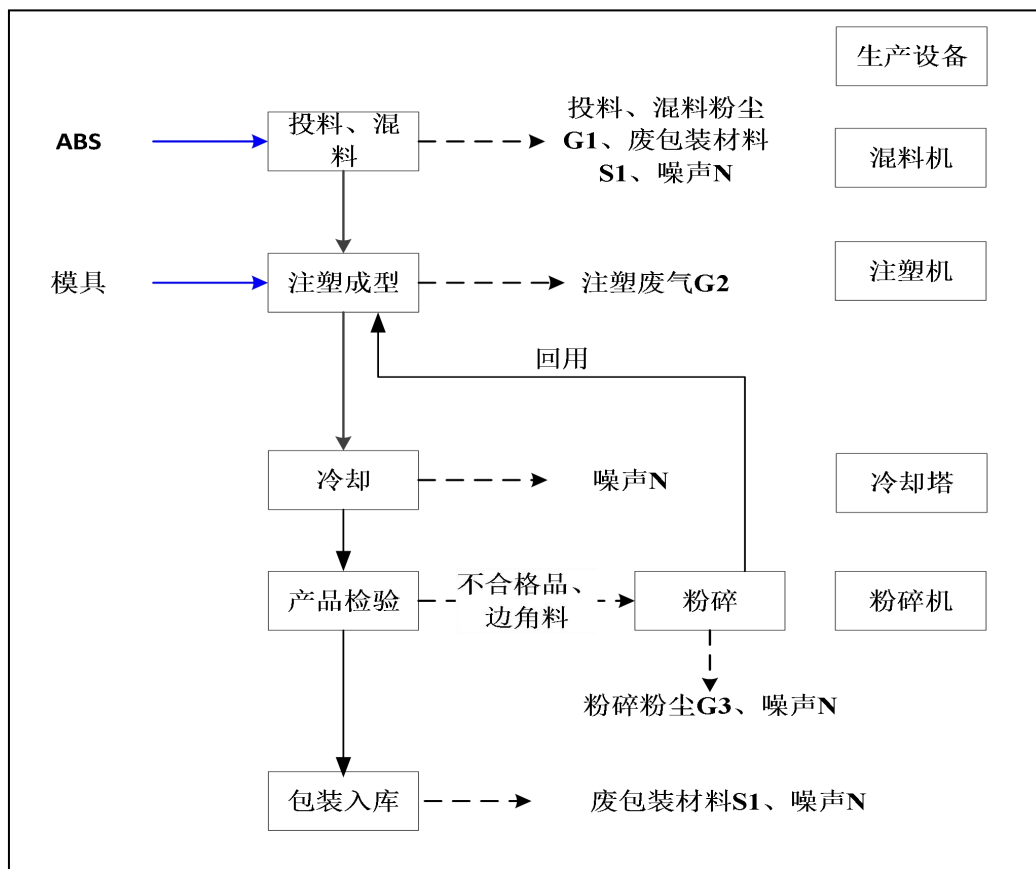 生产设备
ABS
投料、混
料
投料、混料粉尘
G1、废包装材料
S1、噪声N
混料机
模具
注塑成型
注塑废气G2
注塑机
回用
冷却
噪声N
冷却塔
产品检验
不合格品、
边角料
粉碎
粉碎机
粉碎粉尘G3、噪声N
包装入库
废包装材料S1、噪声N